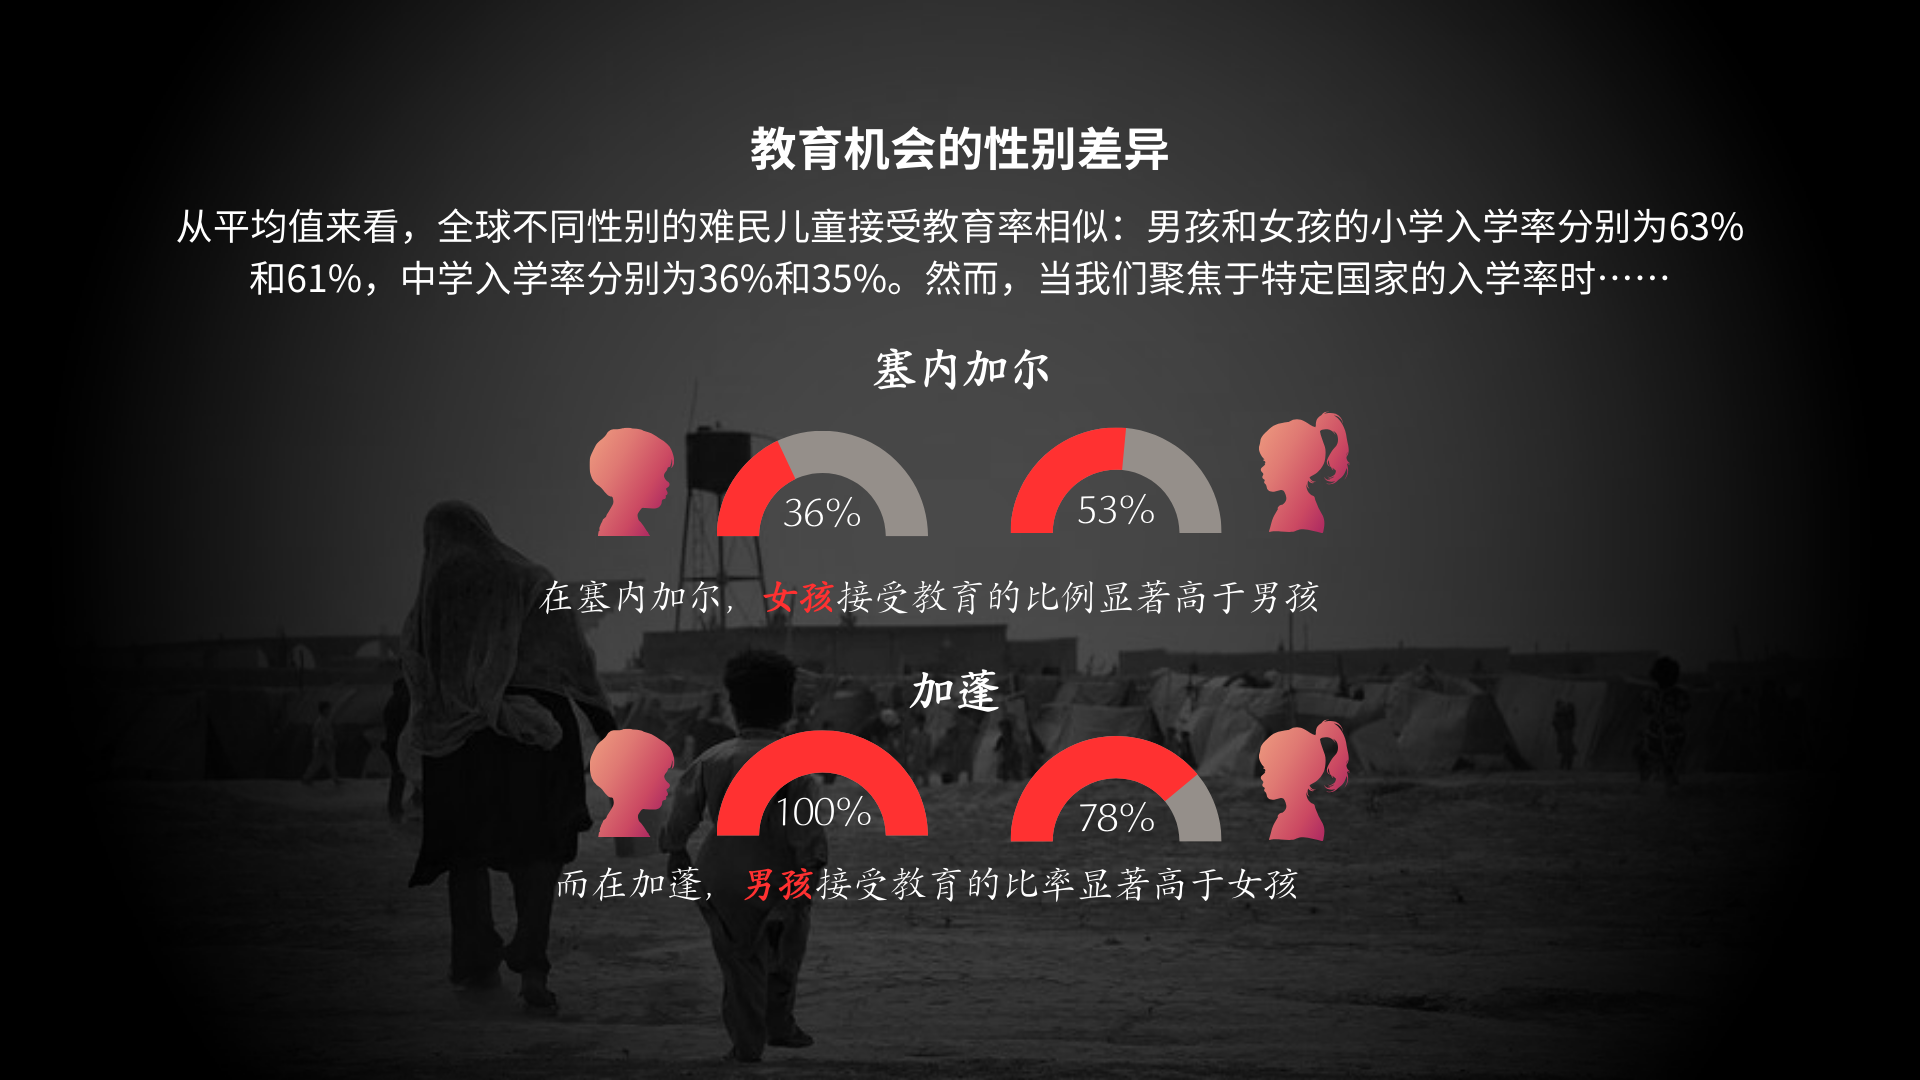 教育机会的性别差异
从平均值来看，全球不同性别的难民儿童接受教育率相似：男孩和女孩的小学入学率分别为63%
和61%，中学入学率分别为36%和35%。然而，当我们聚焦于特定国家的入学率时……
塞内加尔
36%
53%
在塞内加尔，女孩接受教育的比例显著高于男孩
加蓬
100%
78%
而在加蓬，男孩接受教育的比率显著高于女孩